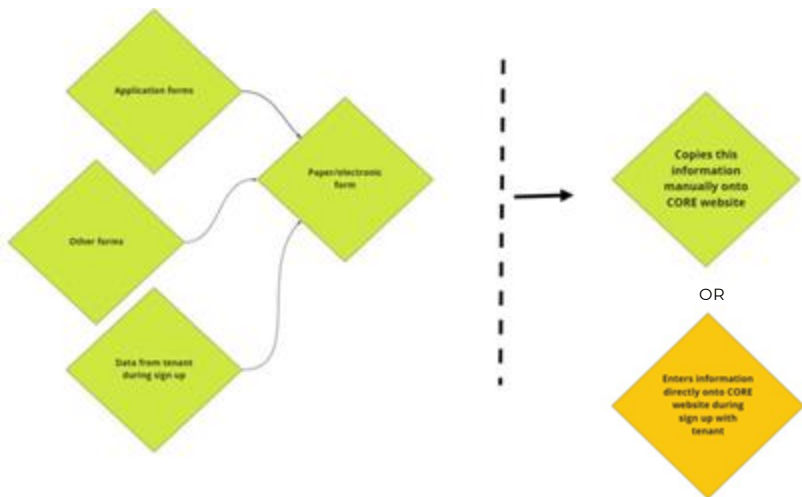 Application forms
Paper/electronic
form
Other forms
Data from tenant
during sign up
Copies this
information
manually onto
CORE website
OR
Enters information
directly onto CORE
website during
sign up with
tenant